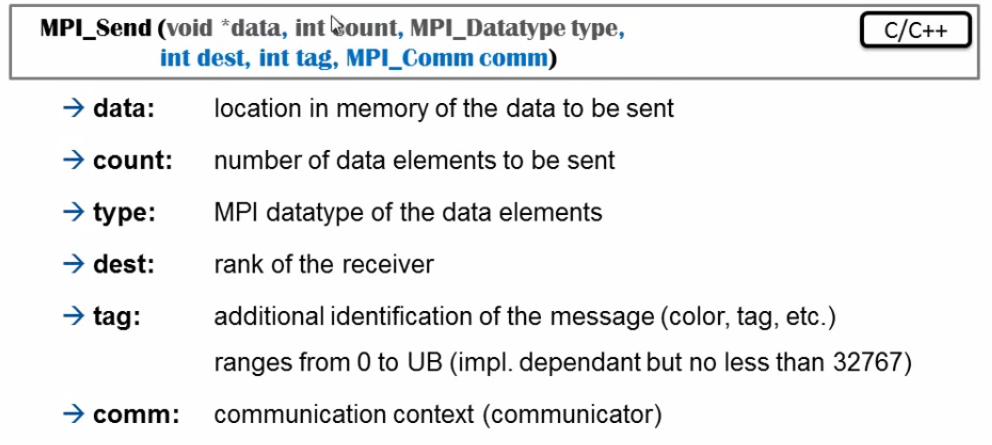 MPI_Send (void *data, int count, MPI_Datatype type,
int dest, int tag, MPI_Comm comm)
C/C++
→ data: location in memory of the data to be sent
→ count: number of data elements to be sent
→ type: MPI datatype of the data elements
→ dest: rank of the receiver
→ tag: additional identification of the message (color, tag, etc.)
ranges from 0 to UB (impl. dependant but no less than 32767)
→ comm: communication context (communicator)